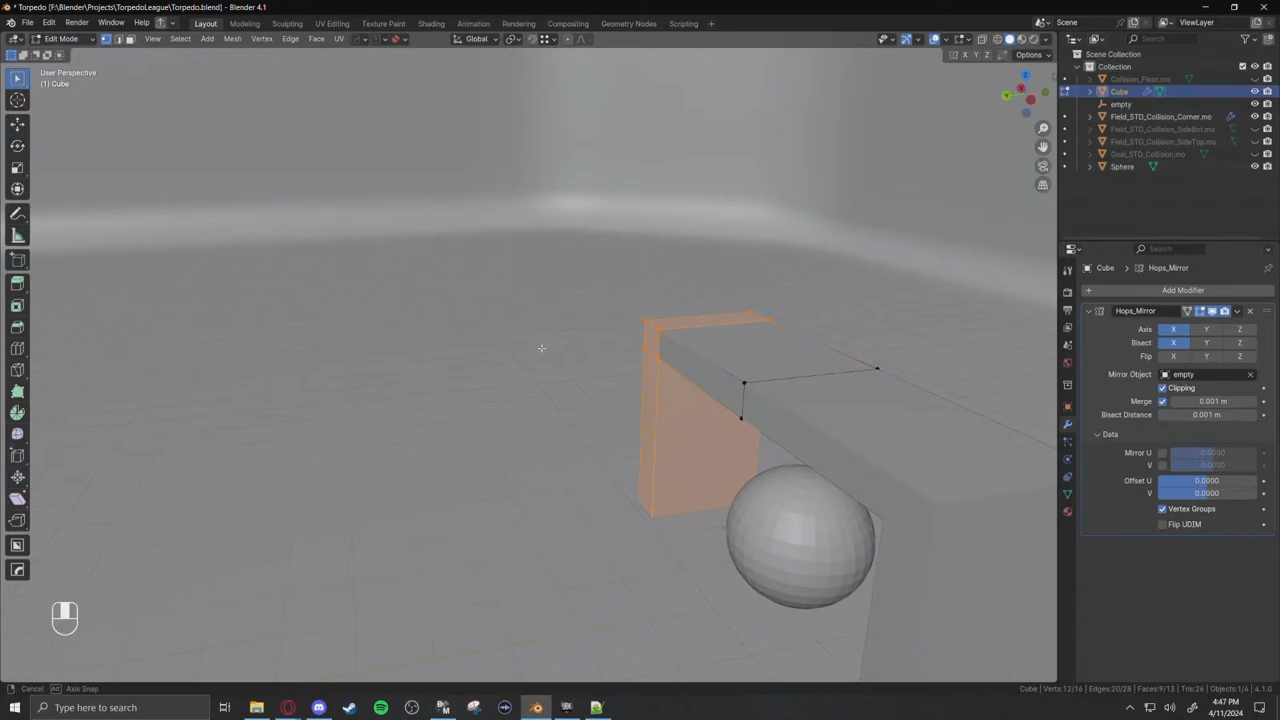 * Torpedo [F:\Blender\Projects\TorpedoLeague\Torpedo.blend] - Blender 4.1
File Edit Render Window Help Layout Modeling Sculpting UV Editing Texture Paint Shading Animation Rendering Compositing Geometry Nodes Scripting + Scene ViewLayer
Edit Mode View Select Add Mesh Vertex Edge Face UV Global Search
X Y Z Options
User Perspective
(1) Cube
Scene Collection
Collection
Collision_Floor.mo
Cube
empty
Field_STD_Collision_Corner.mo
Field_STD_Collision_SideBot.mo
Field_STD_Collision_SideTop.mo
Goal_STD_Collision.mo
Sphere
Search
Cube > Hops_Mirror
+ Add Modifier
Hops_Mirror
Axis X Y Z
Bisect X Y Z
Flip X Y Z
Mirror Object empty
Clipping
Merge 0.001 m
Bisect Distance 0.001 m
Data
Mirror U 0.0000
V 0.0000
Offset U 0.0000
V 0.0000
Vertex Groups
Flip UDIM
Cancel Alt Axis Snap
Cube | Verts:12/16 | Edges:20/28 | Faces:9/13 | Tris:26 | Objects:1/4 | 4.1.0
Type here to search
4:47 PM
4/11/2024